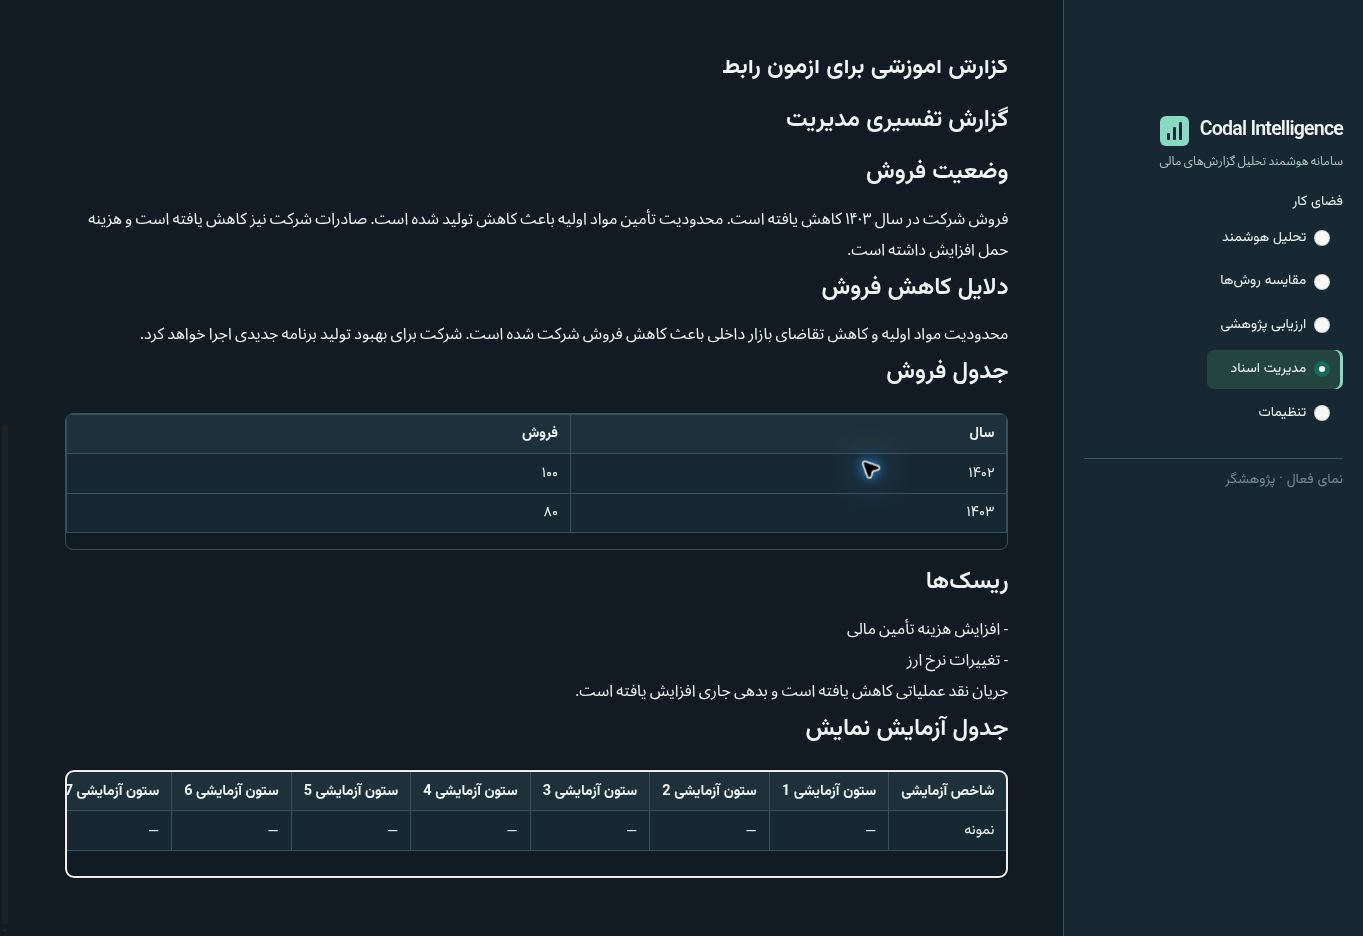 Codal Intelligence
سامانه هوشمند تحلیل گزارش‌های مالی
فضای کار
تحلیل هوشمند
مقایسه روش‌ها
ارزیابی پژوهشی
مدیریت اسناد
تنظیمات
نمای فعال · پژوهشگر
گزارش آموزشی برای آزمون رابط
گزارش تفسیری مدیریت
وضعیت فروش
فروش شرکت در سال ۱۴۰۳ کاهش یافته است. محدودیت تأمین مواد اولیه باعث کاهش تولید شده است. صادرات شرکت نیز کاهش یافته است و هزینه
حمل افزایش داشته است.
دلایل کاهش فروش
محدودیت مواد اولیه و کاهش تقاضای بازار داخلی باعث کاهش فروش شرکت شده است. شرکت برای بهبود تولید برنامه جدیدی اجرا خواهد کرد.
جدول فروش
سال فروش
۱۴۰۲ ۱۰۰
۱۴۰۳ ۸۰
ریسک‌ها
- افزایش هزینه تأمین مالی
- تغییرات نرخ ارز
جریان نقد عملیاتی کاهش یافته است و بدهی جاری افزایش یافته است.
جدول آزمایش نمایش
شاخص آزمایشی ستون آزمایشی 1 ستون آزمایشی 2 ستون آزمایشی 3 ستون آزمایشی 4 ستون آزمایشی 5 ستون آزمایشی 6 ستون آزمایشی 7
نمونه — — — — — — —